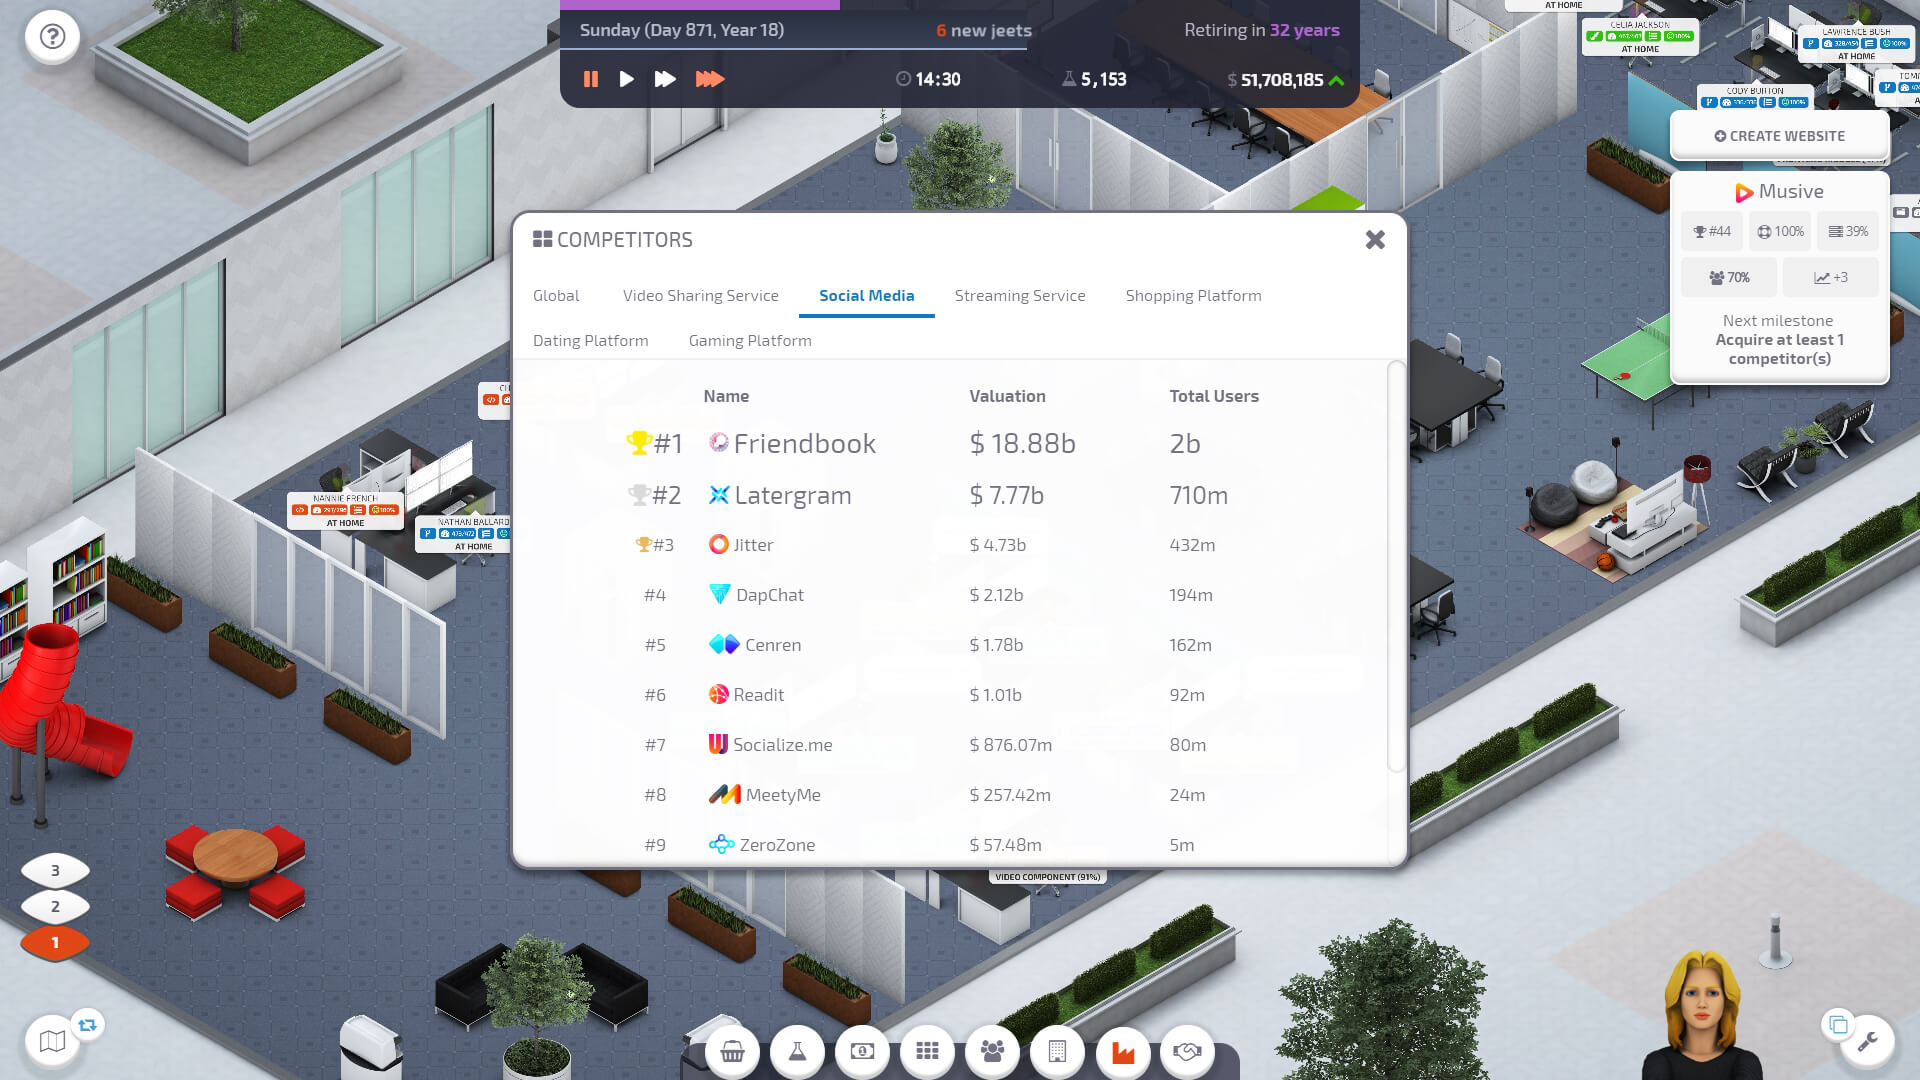 Sunday (Day 871, Year 18)
6 new jeets
Retiring in 32 years
14:30
5,153
$ 51,708,185
AT HOME
CELIA JACKSON
100%
AT HOME
LAWRENCE BUSH
100%
AT HOME
CODY BURTON
100%
CREATE WEBSITE
Musive
#44
100%
39%
70%
+3
Next milestone
Acquire at least 1
competitor(s)
COMPETITORS
Global
Video Sharing Service
Social Media
Streaming Service
Shopping Platform
Dating Platform
Gaming Platform
Name Valuation Total Users
#1 Friendbook $ 18.88b 2b
#2 Latergram $ 7.77b 710m
#3 Jitter $ 4.73b 432m
#4 DapChat $ 2.12b 194m
#5 Cenren $ 1.78b 162m
#6 Readit $ 1.01b 92m
#7 Socialize.me $ 876.07m 80m
#8 MeetyMe $ 257.42m 24m
#9 ZeroZone $ 57.48m 5m
NANNIE FRENCH
100%
AT HOME
NATHAN BALLARD
473/472
AT HOME
VIDEO COMPONENT (91%)
3
2
1